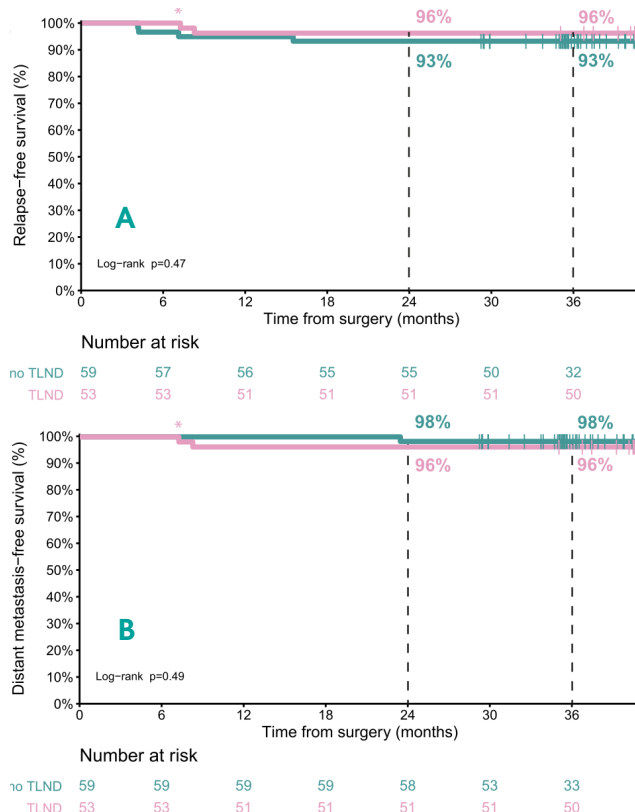 *
96% 96%
100%
90%
93% 93%
80%
70%
60%
50%
40%
30%
20%
10%
0%
Relapse-free survival (%)
A
Log-rank p=0.47
0 6 12 18 24 30 36
Time from surgery (months)
Number at risk
no TLND 59 57 56 55 55 50 32
TLND 53 53 51 51 51 51 50
*
98% 98%
100%
90%
96% 96%
80%
70%
60%
50%
40%
30%
20%
10%
0%
Distant metastasis-free survival (%)
B
Log-rank p=0.49
0 6 12 18 24 30 36
Time from surgery (months)
Number at risk
no TLND 59 59 59 59 58 53 33
TLND 53 53 51 51 51 51 50